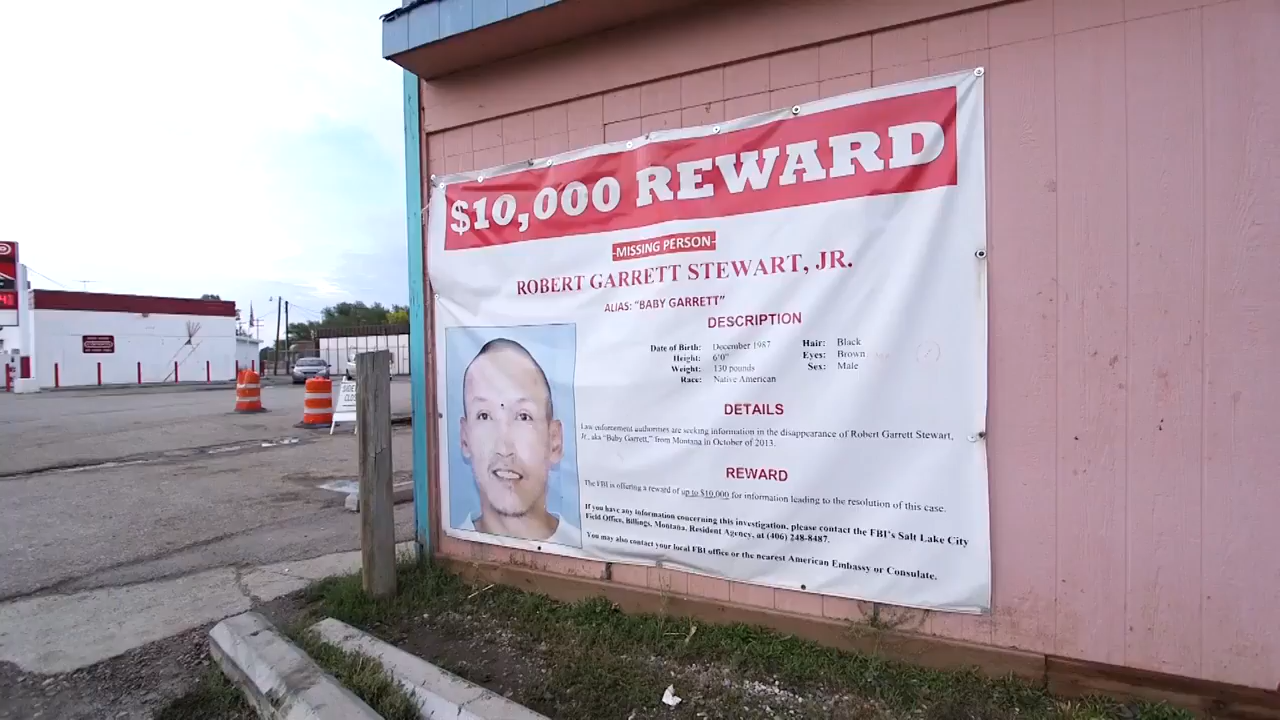 $10,000 REWARD
-MISSING PERSON-
ROBERT GARRETT STEWART, JR.
ALIAS: "BABY GARRETT"
DESCRIPTION
Date of Birth: December 1987 Hair: Black
Height: 6'0" Eyes: Brown
Weight: 130 pounds Sex: Male
Race: Native American
DETAILS
Law enforcement authorities are seeking information in the disappearance of Robert Garrett Stewart,
Jr., aka "Baby Garrett," from Montana in October of 2013.
REWARD
The FBI is offering a reward of up to $10,000 for information leading to the resolution of this case.
If you have any information concerning this investigation, please contact the FBI's Salt Lake City
Field Office, Billings, Montana, Resident Agency, at (406) 248-8487.
You may also contact your local FBI office or the nearest American Embassy or Consulate.